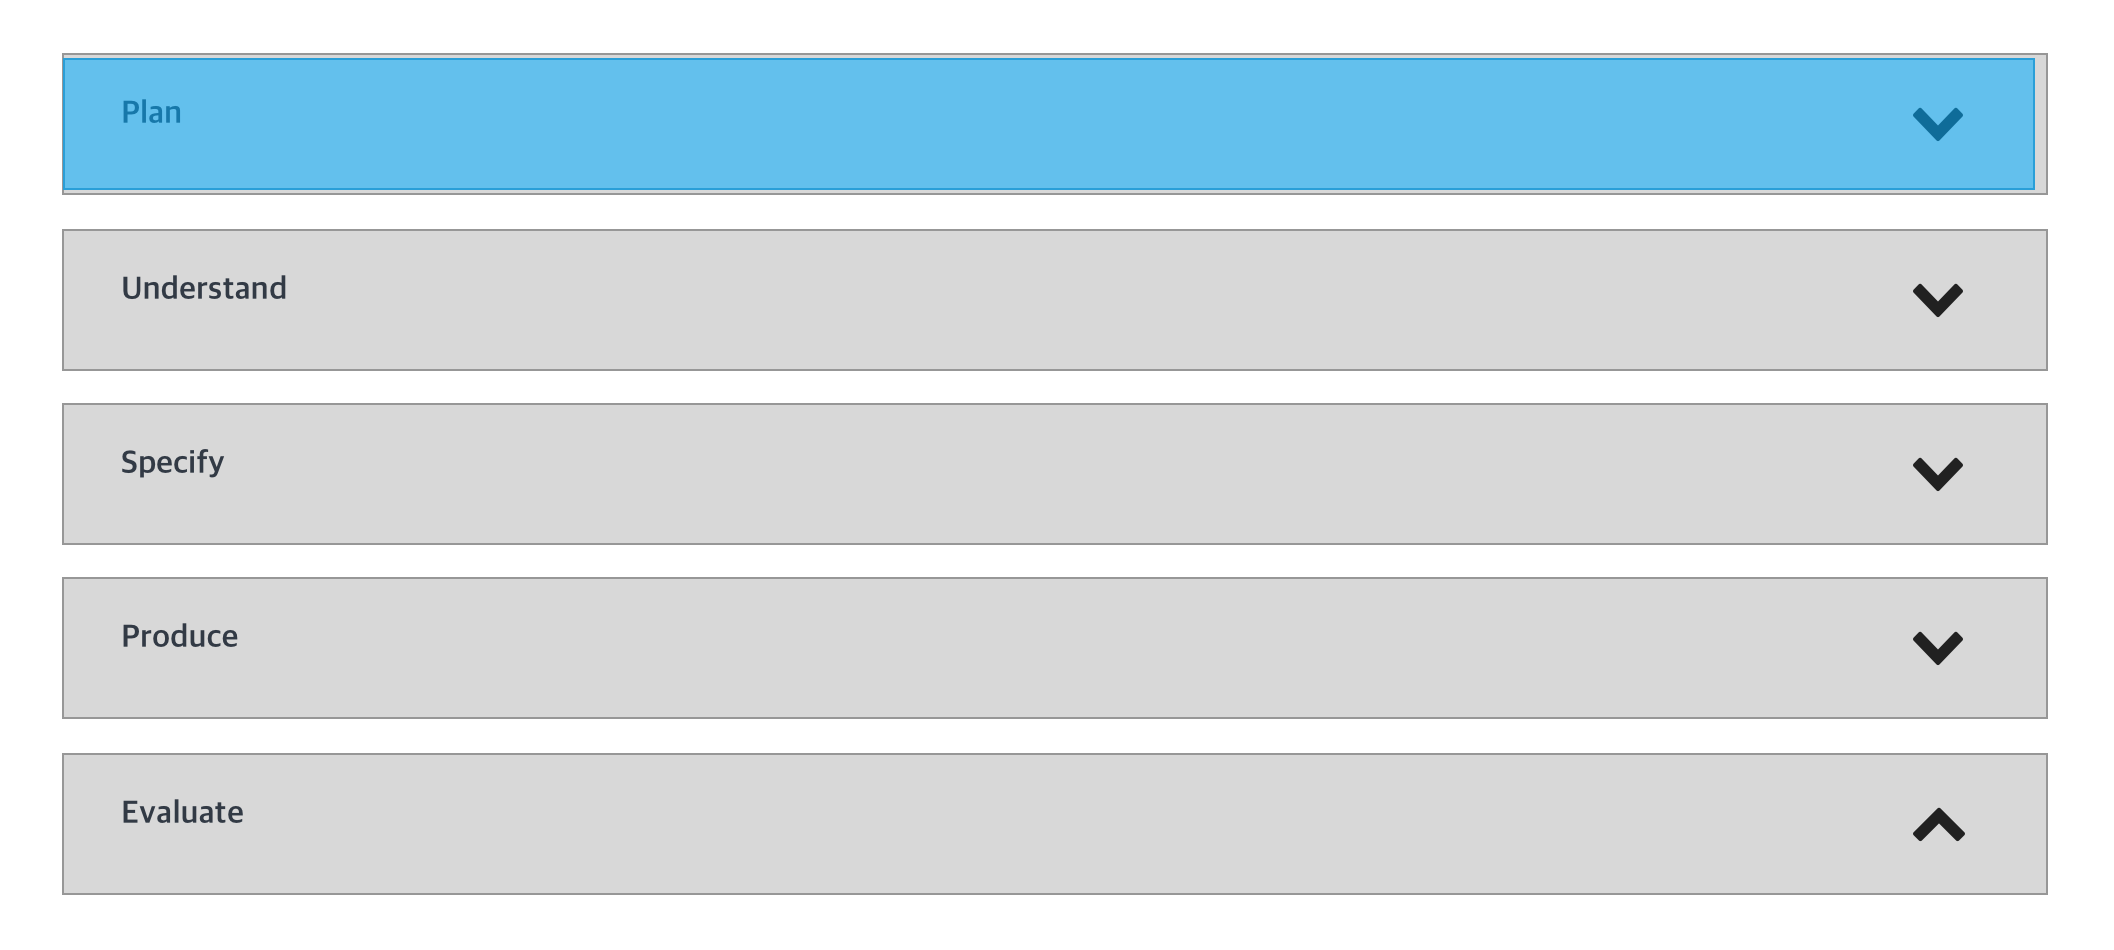 Plan
Understand
Specify
Produce
Evaluate